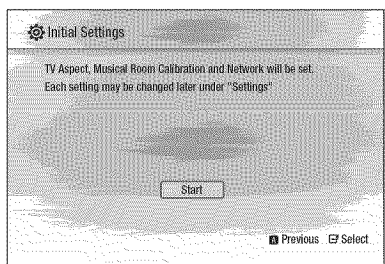 Initial Settings
TV Aspect, Musical Room Calibration and Network will be set.
Each setting may be changed later under "Settings"
Start
A Previous Select